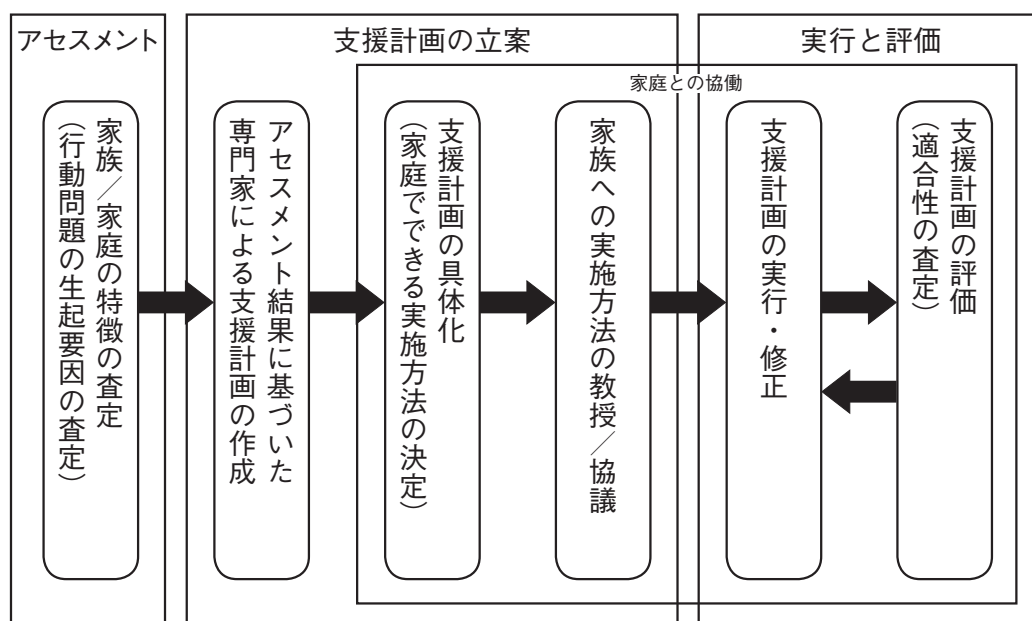 アセスメント
支援計画の立案
実行と評価
家庭との協働
家族／家庭の特徴の査定
（行動問題の生起要因の査定）
アセスメント結果に基づいた
専門家による支援計画の作成
支援計画の具体化
（家庭でできる実施方法の決定）
家族への実施方法の教授／協議
支援計画の実行・修正
支援計画の評価
（適合性の査定）